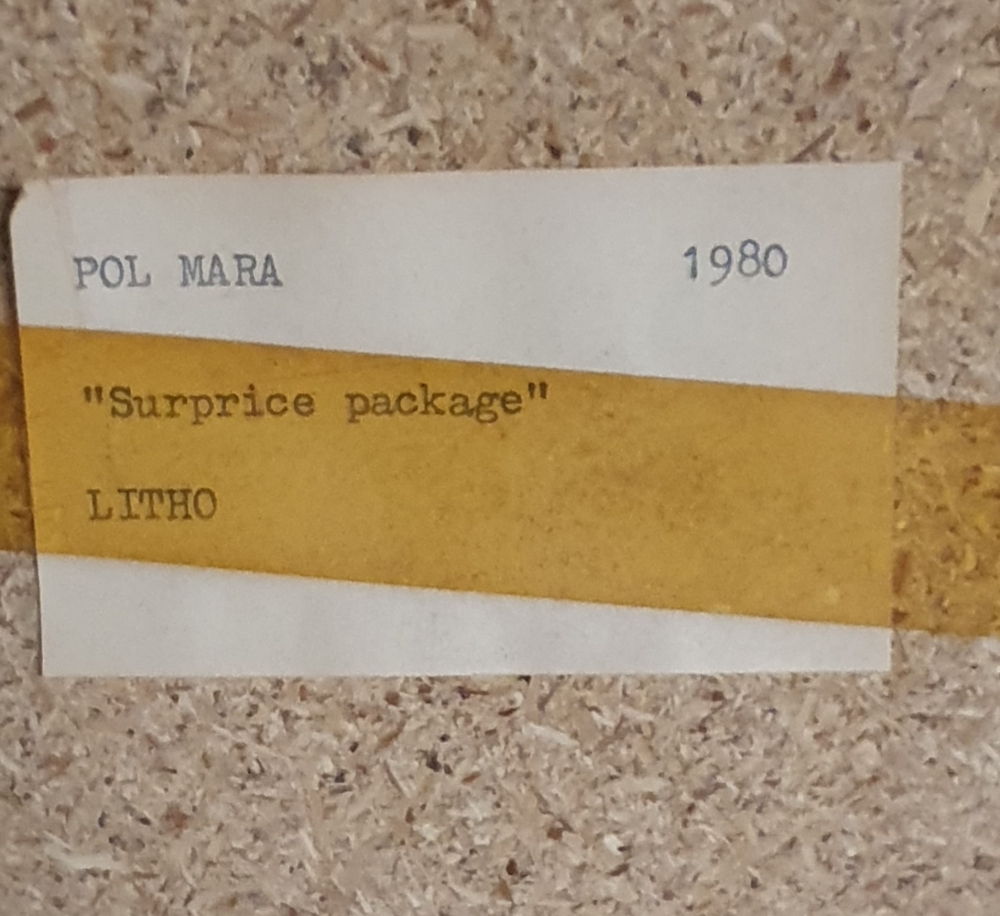 POL MARA 1980
"Surprice package"
LITHO